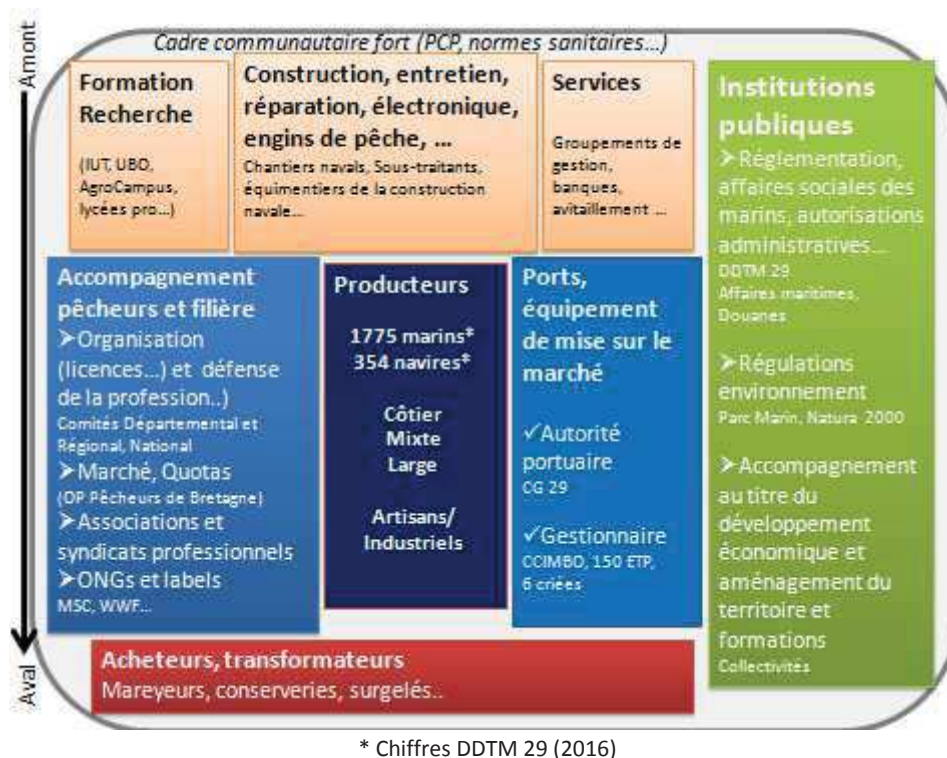 Amont
Cadre communautaire fort (PCP, normes sanitaires...)
Formation
Recherche
(IUT, UBO,
AgroCampus,
lycées pro...)
Construction, entretien,
réparation, électronique,
engins de pêche, ...
Chantiers navals, Sous-traitants,
équimentiers de la construction
navale...
Services
Groupements de
gestion,
banques,
avitaillement ...
Institutions
publiques
➤Réglementation,
affaires sociales des
marins, autorisations
administratives...
DDTM 29
Affaires maritimes,
Douanes
➤Régulations
environnement
Parc Marin, Natura 2000
➤Accompagnement
au titre du
développement
économique et
aménagement du
territoire et
formations
Collectivités
Accompagnement
pêcheurs et filière
➤Organisation
(licences...) et défense
de la profession..)
Comités Départemental et
Régional, National
➤Marché, Quotas
(OP Pêcheurs de Bretagne)
➤Associations et
syndicats professionnels
➤ONGs et labels
MSC, WWF...
Producteurs
1775 marins*
354 navires*
Côtier
Mixte
Large
Artisans/
Industriels
Ports,
équipement
de mise sur le
marché
✓Autorité
portuaire
CG 29
✓Gestionnaire
CCIMBO, 150 ETP,
6 criées
Acheteurs, transformateurs
Mareyeurs, conserveries, surgelés..
Aval
* Chiffres DDTM 29 (2016)